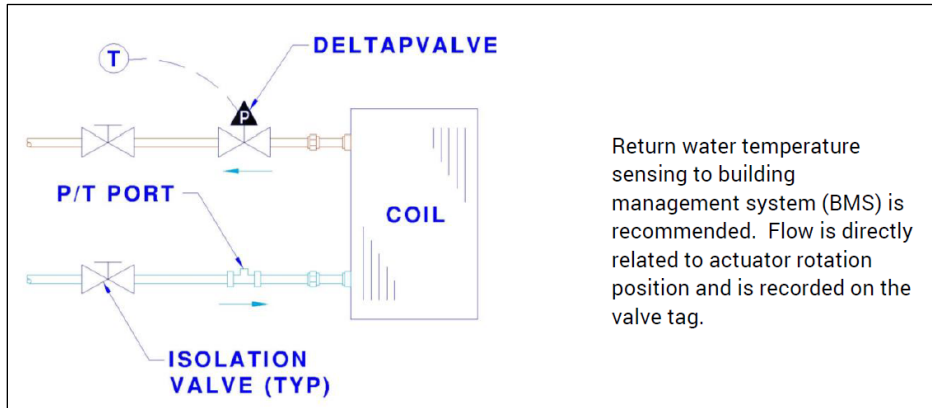 DELTAPVALVE
T
P
P/T PORT
COIL
ISOLATION
VALVE (TYP)
Return water temperature
sensing to building
management system (BMS) is
recommended. Flow is directly
related to actuator rotation
position and is recorded on the
valve tag.